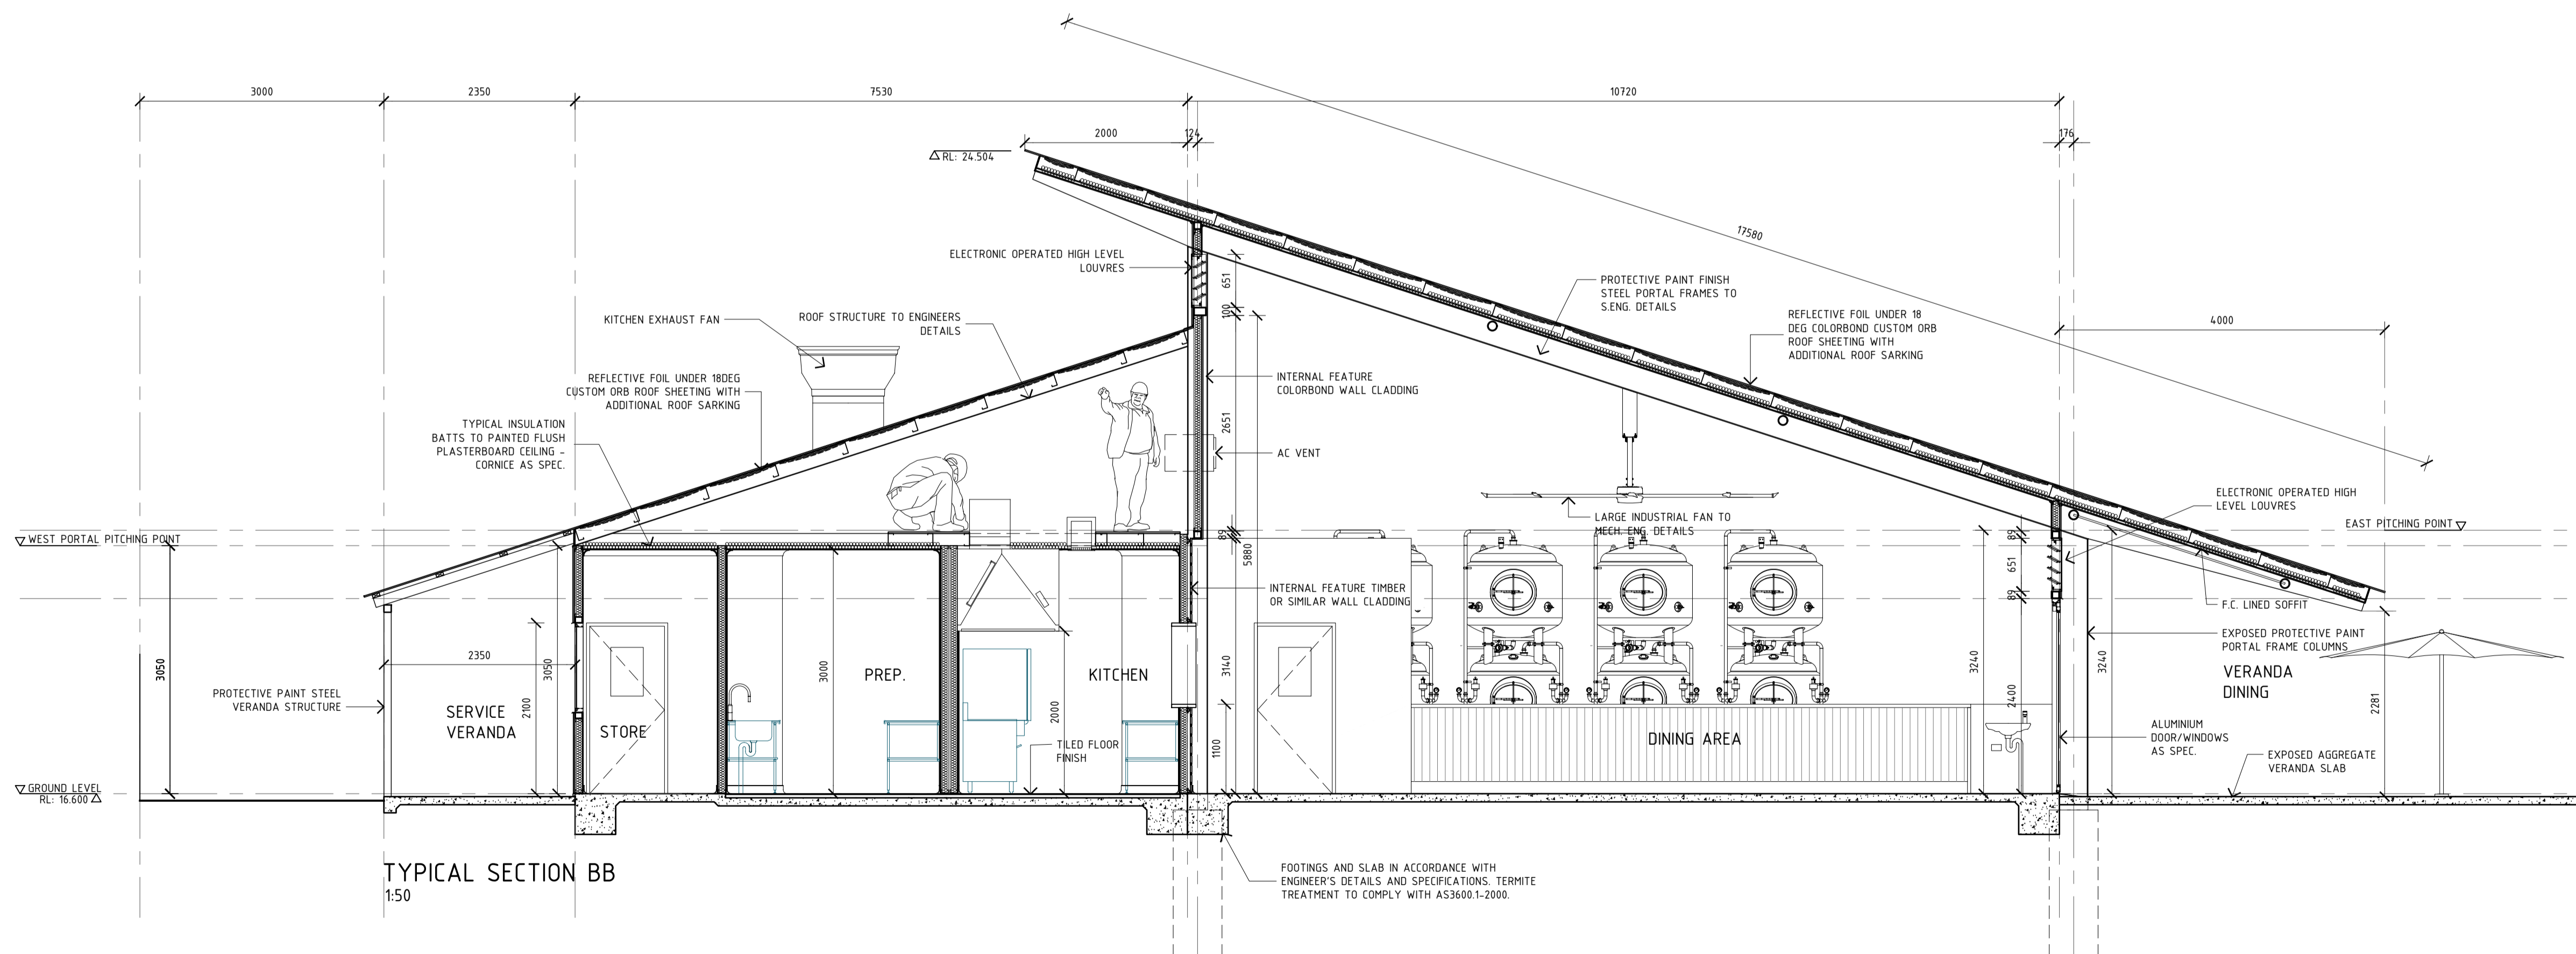 3000
2350
7530
10720
2000
124
176
RL: 24.504
17580
ELECTRONIC OPERATED HIGH LEVEL
LOUVRES
651
100
PROTECTIVE PAINT FINISH
STEEL PORTAL FRAMES TO
S.ENG. DETAILS
KITCHEN EXHAUST FAN
ROOF STRUCTURE TO ENGINEERS
DETAILS
REFLECTIVE FOIL UNDER 18
DEG COLORBOND CUSTOM ORB
ROOF SHEETING WITH
ADDITIONAL ROOF SARKING
4000
REFLECTIVE FOIL UNDER 18DEG
CUSTOM ORB ROOF SHEETING WITH
ADDITIONAL ROOF SARKING
INTERNAL FEATURE
COLORBOND WALL CLADDING
2651
TYPICAL INSULATION
BATTS TO PAINTED FLUSH
PLASTERBOARD CEILING -
CORNICE AS SPEC.
AC VENT
ELECTRONIC OPERATED HIGH
LEVEL LOUVRES
LARGE INDUSTRIAL FAN TO
MECH. ENG. DETAILS
EAST PITCHING POINT
WEST PORTAL PITCHING POINT
89
5880
89
651
89
INTERNAL FEATURE TIMBER
OR SIMILAR WALL CLADDING
F.C. LINED SOFFIT
EXPOSED PROTECTIVE PAINT
PORTAL FRAME COLUMNS
3050
2350
3050
2100
3000
2000
3140
1100
3240
2400
3240
2281
PROTECTIVE PAINT STEEL
VERANDA STRUCTURE
SERVICE
VERANDA
STORE
PREP.
KITCHEN
TILED FLOOR
FINISH
DINING AREA
VERANDA
DINING
ALUMINIUM
DOOR/WINDOWS
AS SPEC.
EXPOSED AGGREGATE
VERANDA SLAB
GROUND LEVEL
RL: 16.600
TYPICAL SECTION BB
1:50
FOOTINGS AND SLAB IN ACCORDANCE WITH
ENGINEER'S DETAILS AND SPECIFICATIONS. TERMITE
TREATMENT TO COMPLY WITH AS3600.1-2000.